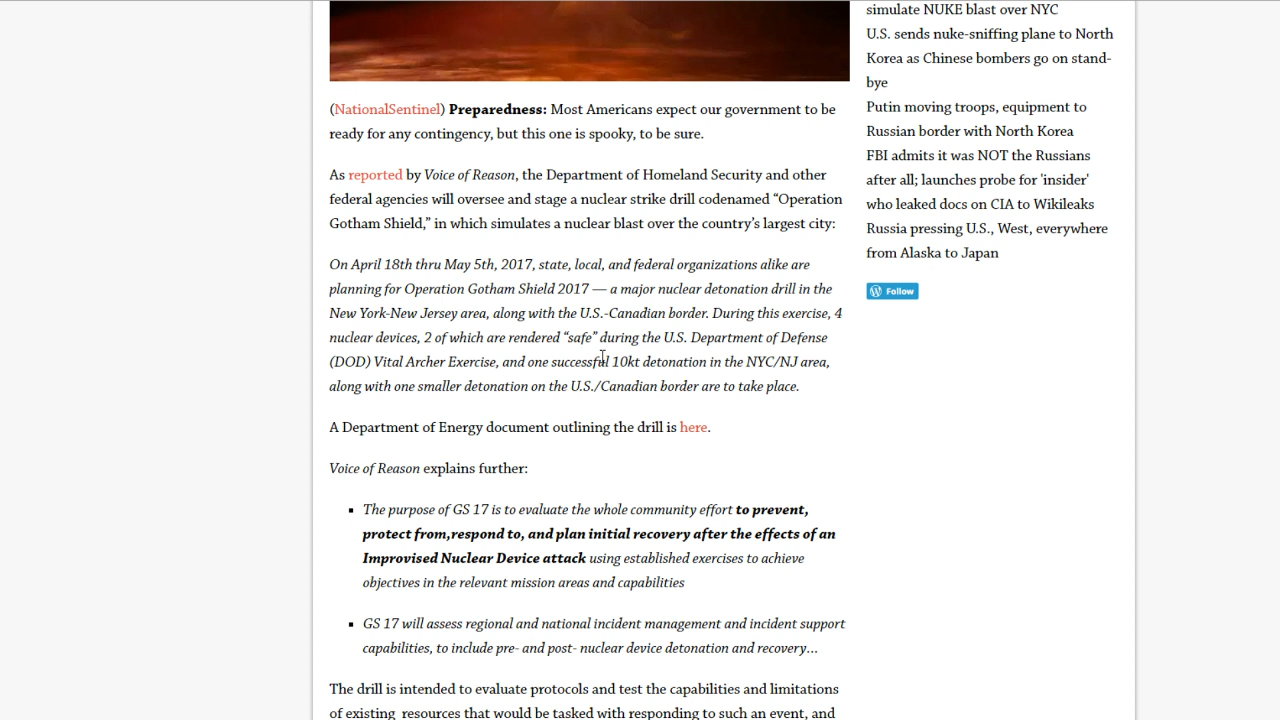 (NationalSentinel) Preparedness: Most Americans expect our government to be
ready for any contingency, but this one is spooky, to be sure.
As reported by Voice of Reason, the Department of Homeland Security and other
federal agencies will oversee and stage a nuclear strike drill codenamed “Operation
Gotham Shield,” in which simulates a nuclear blast over the country’s largest city:
On April 18th thru May 5th, 2017, state, local, and federal organizations alike are
planning for Operation Gotham Shield 2017 — a major nuclear detonation drill in the
New York-New Jersey area, along with the U.S.-Canadian border. During this exercise, 4
nuclear devices, 2 of which are rendered “safe” during the U.S. Department of Defense
(DOD) Vital Archer Exercise, and one successful 10kt detonation in the NYC/NJ area,
along with one smaller detonation on the U.S./Canadian border are to take place.
A Department of Energy document outlining the drill is here.
Voice of Reason explains further:
▪ The purpose of GS 17 is to evaluate the whole community effort to prevent,
protect from,respond to, and plan initial recovery after the effects of an
Improvised Nuclear Device attack using established exercises to achieve
objectives in the relevant mission areas and capabilities
▪ GS 17 will assess regional and national incident management and incident support
capabilities, to include pre- and post- nuclear device detonation and recovery…
The drill is intended to evaluate protocols and test the capabilities and limitations
of existing resources that would be tasked with responding to such an event, and
simulate NUKE blast over NYC
U.S. sends nuke-sniffing plane to North
Korea as Chinese bombers go on stand-
bye
Putin moving troops, equipment to
Russian border with North Korea
FBI admits it was NOT the Russians
after all; launches probe for 'insider'
who leaked docs on CIA to Wikileaks
Russia pressing U.S., West, everywhere
from Alaska to Japan
Follow